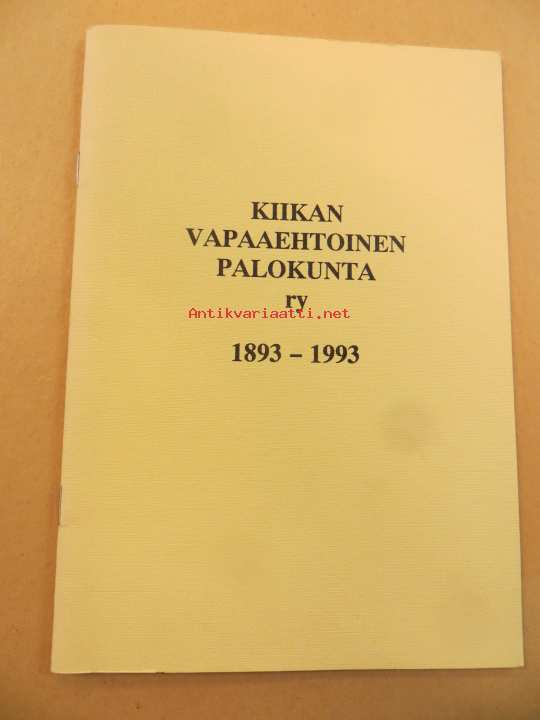 KIIKAN
VAPAAEHTOINEN
PALOKUNTA
ry
Antikvariaatti.net
1893 – 1993